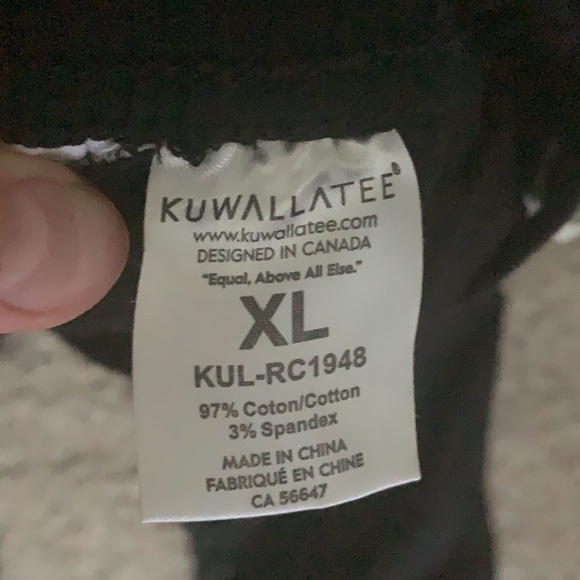 KUWALLATEE®
www.kuwallatee.com
DESIGNED IN CANADA
"Equal, Above All Else."
XL
KUL-RC1948
97% Coton/Cotton
3% Spandex
MADE IN CHINA
FABRIQUÉ EN CHINE
CA 56647